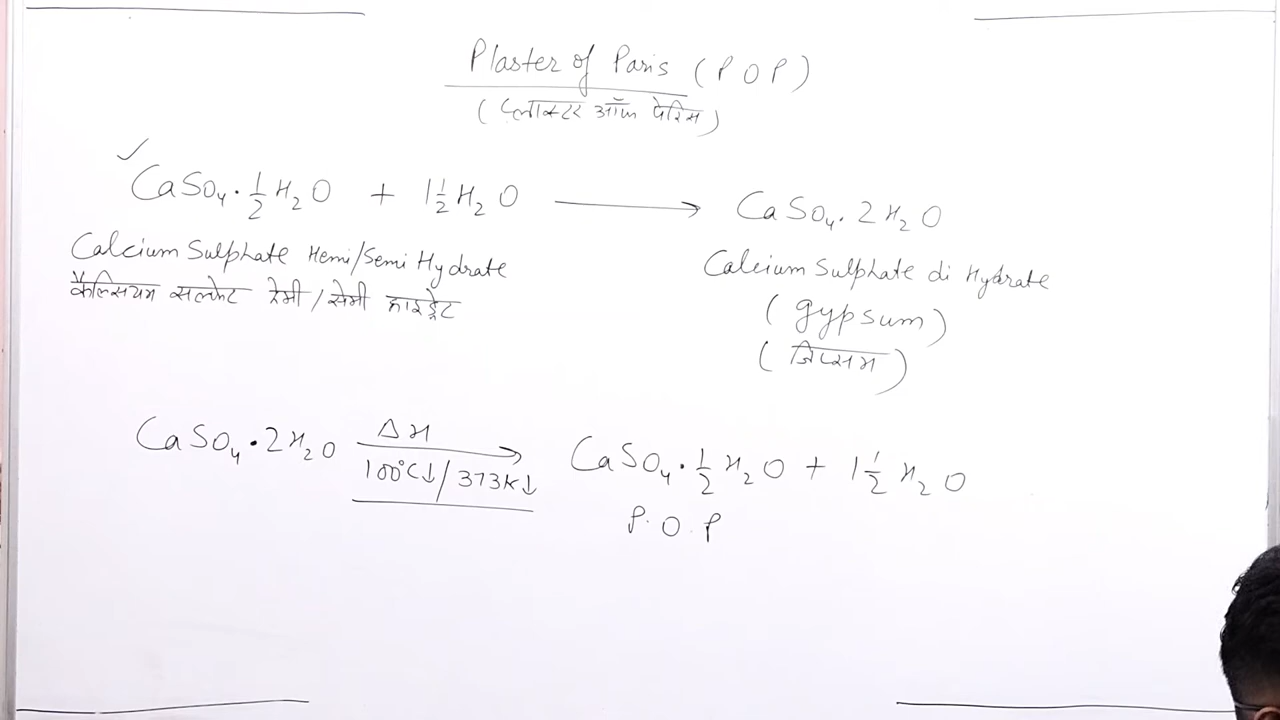 Plaster of Paris (POP)
(प्लास्टर ऑफ पेरिस)
✓CaSO₄·½H₂O + 1½H₂O ⟶ CaSO₄.2H₂O
Calcium Sulphate Hemi/Semi Hydrate
कैल्सियम सल्फेट हेमी/सेमी हाइड्रेट
Calcium Sulphate di Hydrate
(gypsum)
(जिप्सम)
CaSO₄·2H₂O ΔH ⟶ 100°C↓/373K↓ CaSO₄·½H₂O + 1½H₂O
P.O.P